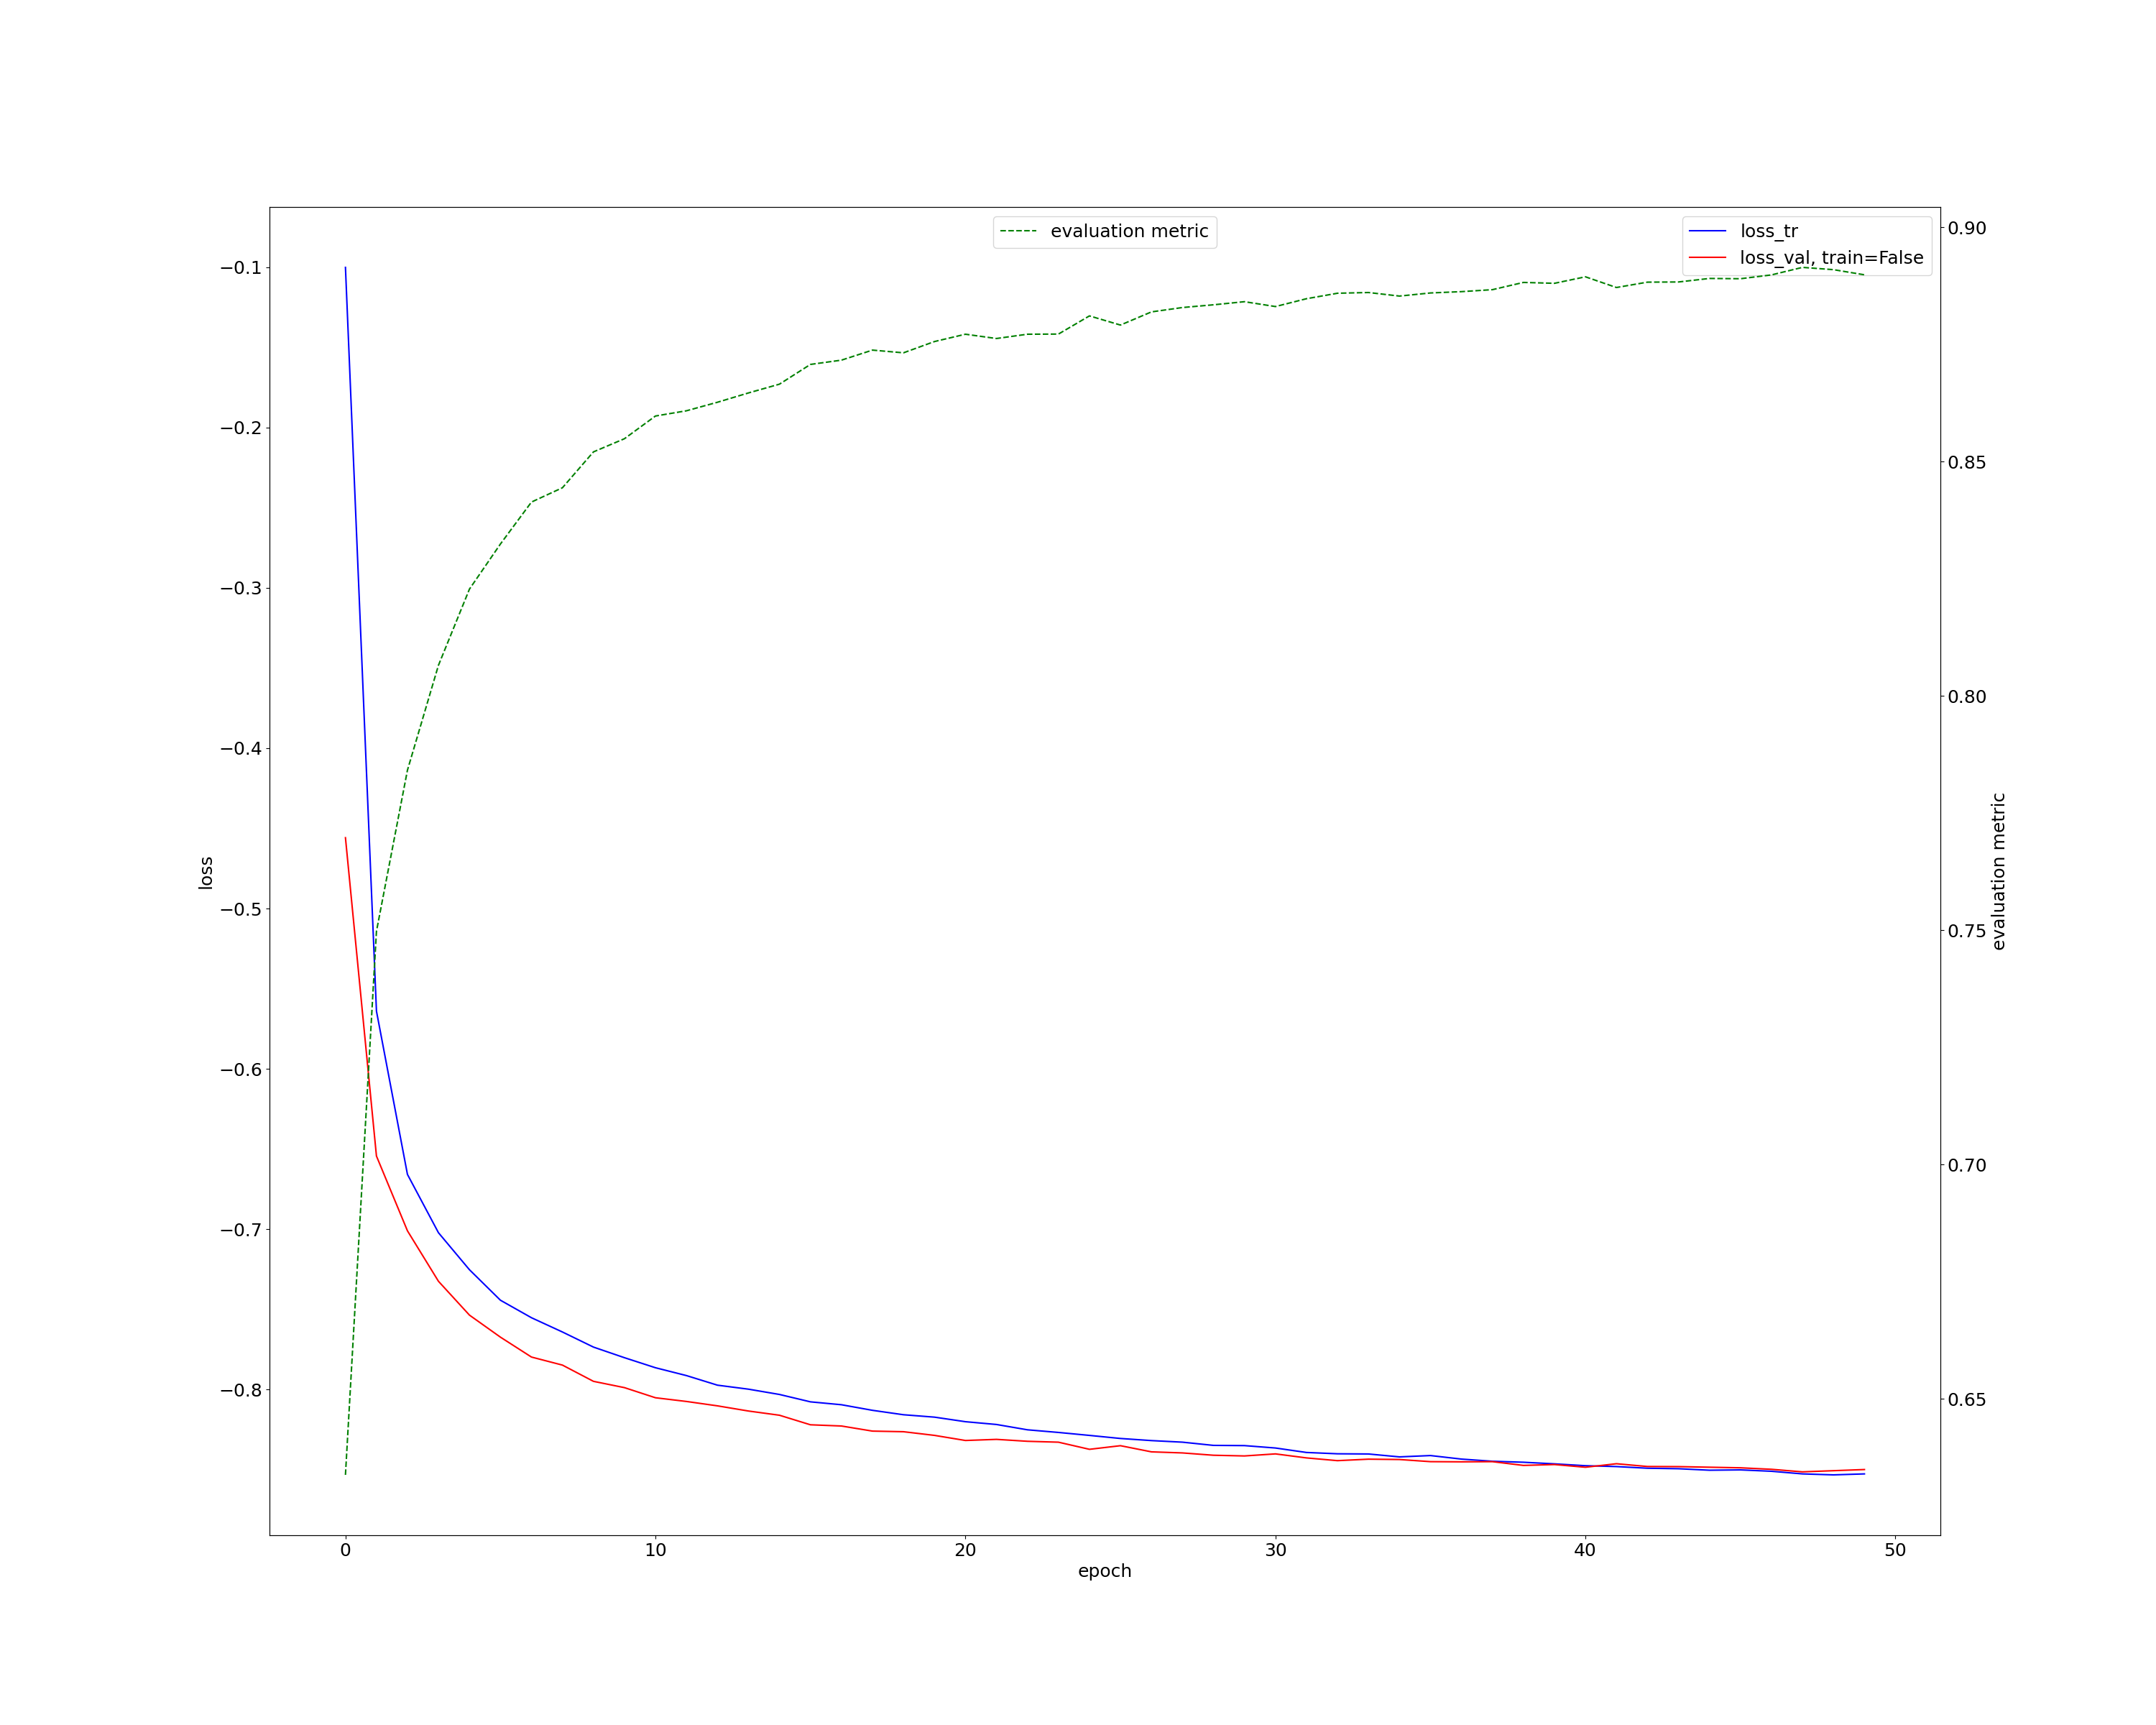 evaluation metric
loss_tr
loss_val, train=False
0.90
−0.1
−0.2
0.85
−0.3
0.80
−0.4
evaluation metric
loss
−0.5
0.75
−0.6
0.70
−0.7
−0.8
0.65
0 10 20 30 40 50
epoch